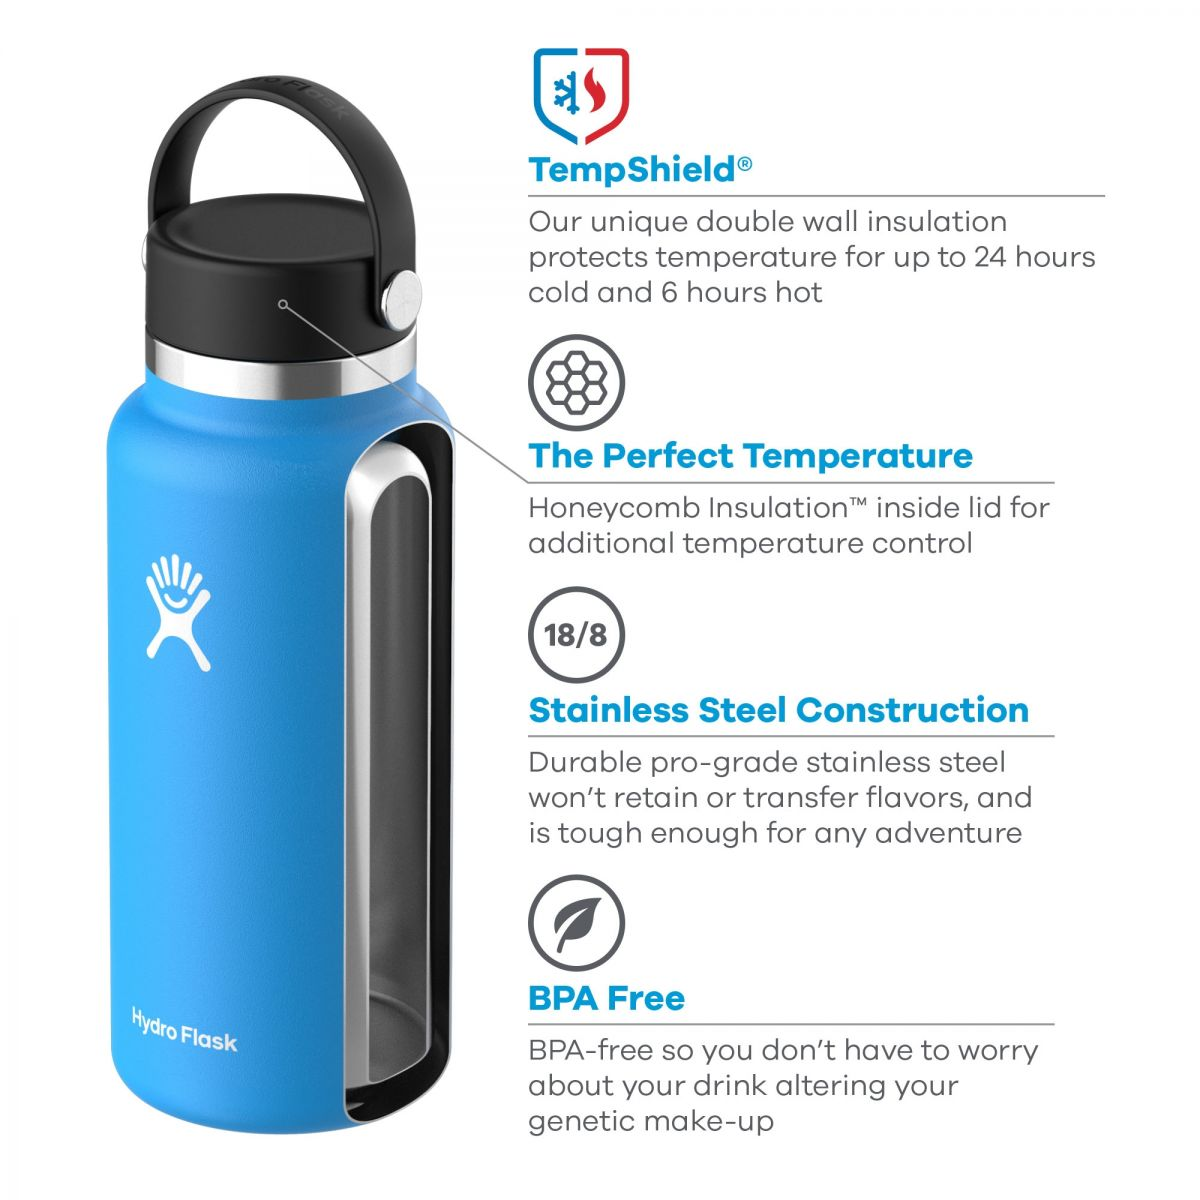 Hydro Flask
TempShield®
Our unique double wall insulation
protects temperature for up to 24 hours
cold and 6 hours hot
The Perfect Temperature
Honeycomb Insulation™ inside lid for
additional temperature control
18/8
Stainless Steel Construction
Durable pro-grade stainless steel
won't retain or transfer flavors, and
is tough enough for any adventure
BPA Free
BPA-free so you don't have to worry
about your drink altering your
genetic make-up
Hydro Flask